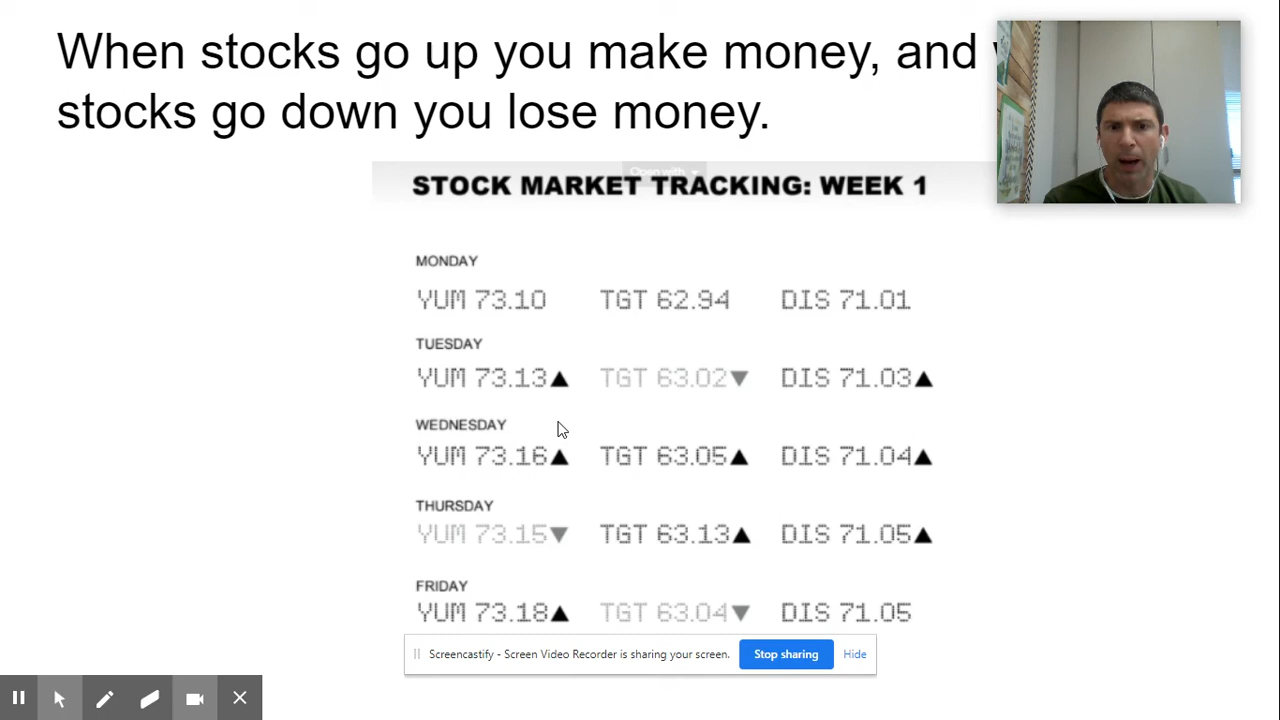 When stocks go up you make money, and
stocks go down you lose money.
Open with
STOCK MARKET TRACKING: WEEK 1
MONDAY
YUM 73.10 TGT 62.94 DIS 71.01
TUESDAY
YUM 73.13▲ TGT 63.02▼ DIS 71.03▲
WEDNESDAY
YUM 73.16▲ TGT 63.05▲ DIS 71.04▲
THURSDAY
YUM 73.15▼ TGT 63.13▲ DIS 71.05▲
FRIDAY
YUM 73.18▲ TGT 63.04▼ DIS 71.05
Screencastify - Screen Video Recorder is sharing your screen. Stop sharing Hide